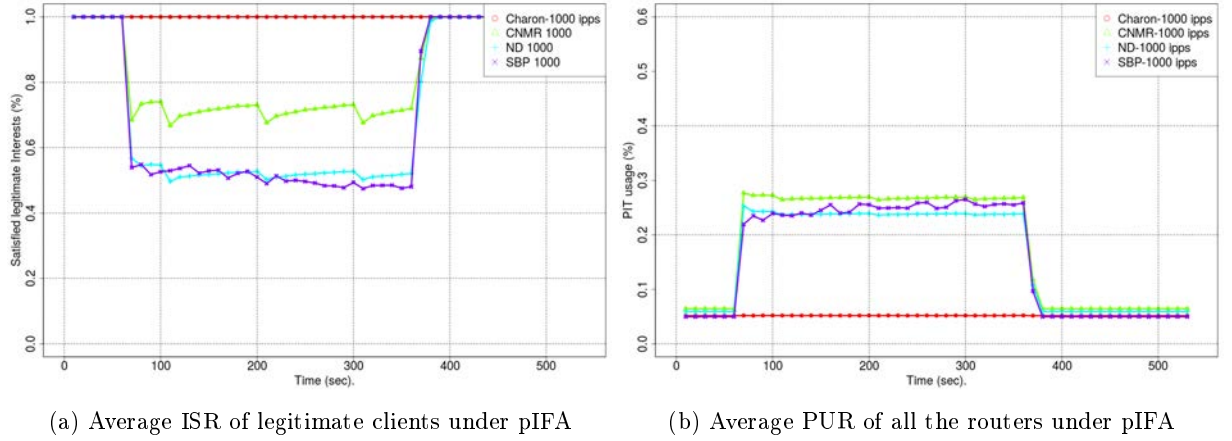 Satisfied legitimate Interests (%)
1.0
0.8
0.6
0.4
0.2
0.0
0
100
200
300
400
500
Time (sec).
Charon-1000 ipps
CNMR 1000
ND 1000
SBP 1000
(a) Average ISR of legitimate clients under pIFA
PIT usage (%)
0.6
0.5
0.4
0.3
0.2
0.1
0.0
0
100
200
300
400
500
Time (sec).
Charon-1000 ipps
CNMR-1000 ipps
ND-1000 ipps
SBP-1000 ipps
(b) Average PUR of all the routers under pIFA